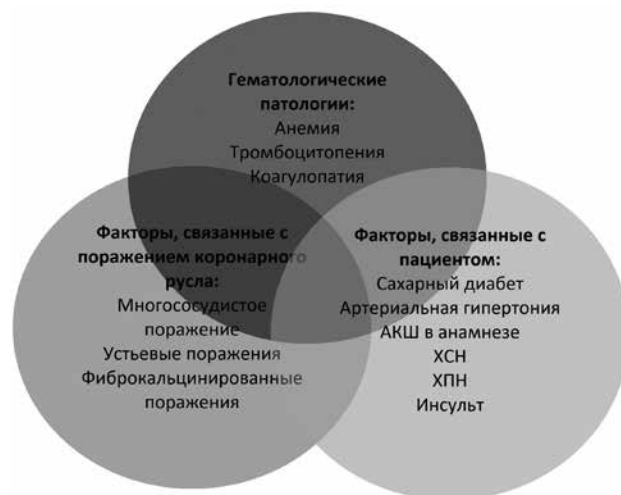 Гематологические
патологии:
Анемия
Тромбоцитопения
Коагулопатия
Факторы, связанные с
поражением коронарного
русла:
Многососудистое
поражение
Устьевые поражения
Фиброкальцинированные
поражения
Факторы, связанные с
пациентом:
Сахарный диабет
Артериальная гипертония
АКШ в анамнезе
ХСН
ХПН
Инсульт